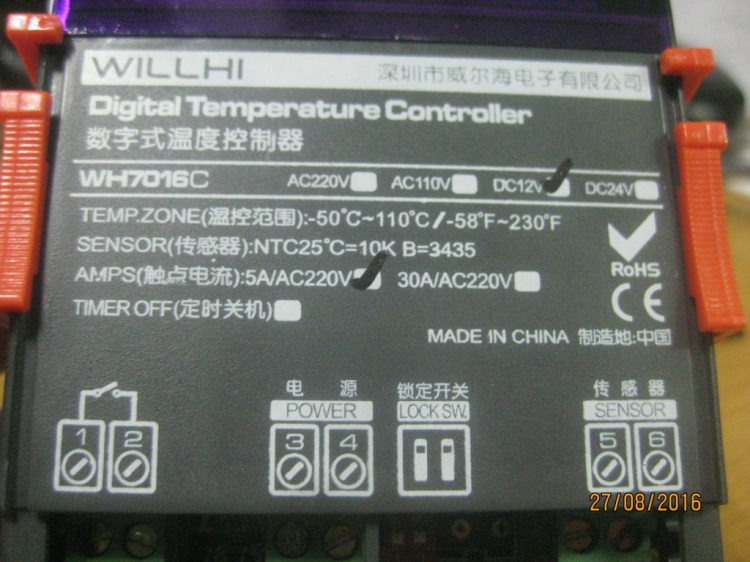 WILLHI 深圳市威尔海电子有限公司
Digital Temperature Controller
数字式温度控制器
WH7016C AC220V AC110V DC12V DC24V
TEMP.ZONE(温控范围):-50°C~110°C/-58°F~230°F
SENSOR(传感器):NTC25°C=10K B=3435
AMPS(触点电流):5A/AC220V 30A/AC220V
TIMER OFF(定时关机)
RoHS
CE
MADE IN CHINA 制造地:中国
电 源 锁定开关 传感器
POWER LOCK SW. SENSOR
1 2 3 4 5 6
27/08/2016